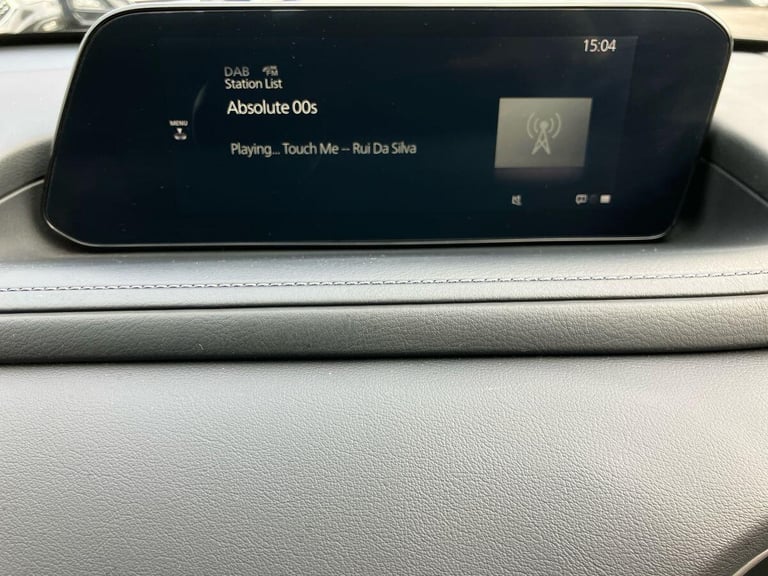 15:04
DAB FM
Station List
Absolute 00s
MENU
Playing... Touch Me -- Rui Da Silva